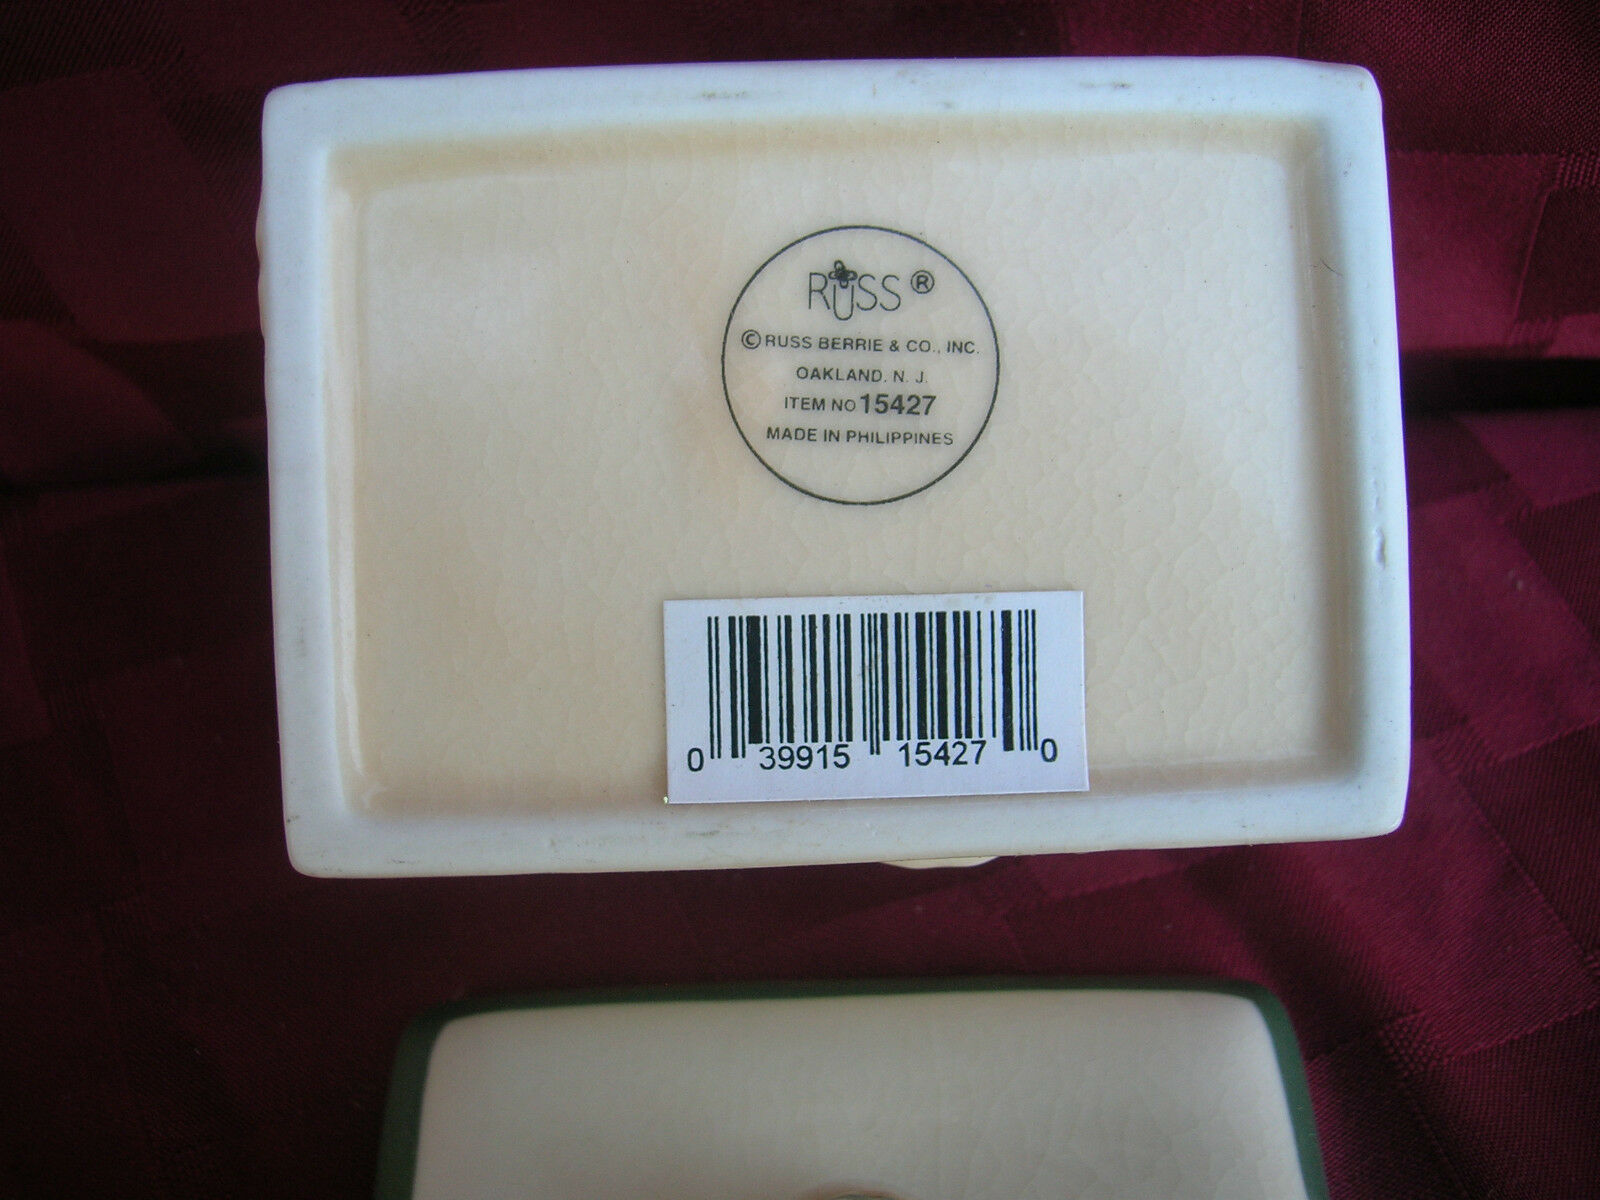 RUSS®
© RUSS BERRIE & CO., INC.
OAKLAND. N. J.
ITEM NO 15427
MADE IN PHILIPPINES
0 39915 15427 0